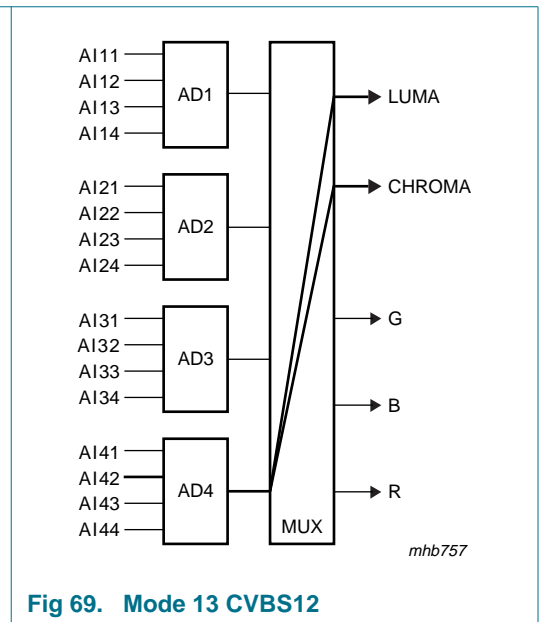 AI11
AI12
AI13
AI14
AD1
AI21
AI22
AI23
AI24
AD2
AI31
AI32
AI33
AI34
AD3
AI41
AI42
AI43
AI44
AD4
MUX
LUMA
CHROMA
G
B
R
mhb757
Fig 69. Mode 13 CVBS12